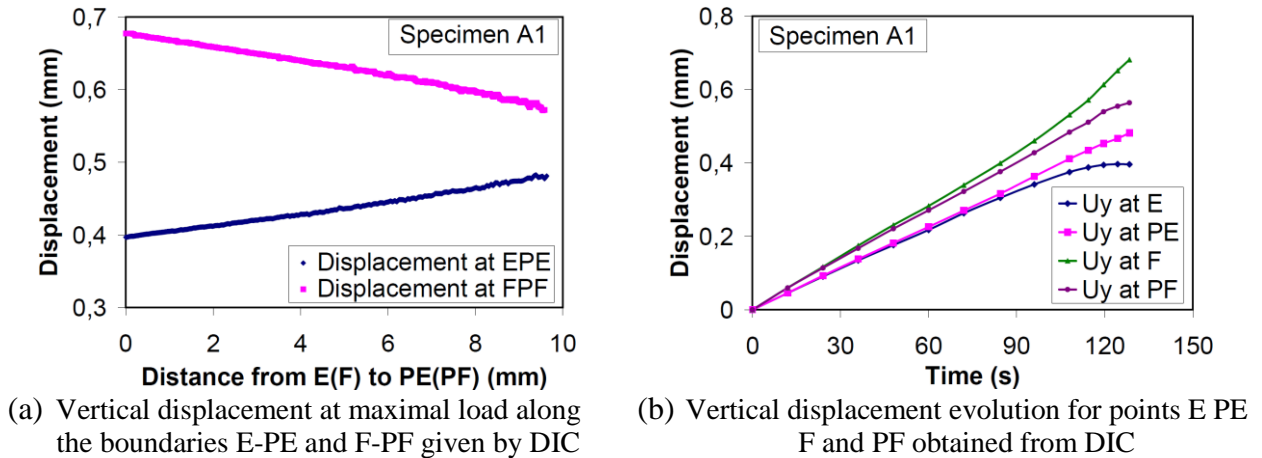 Specimen A1
0,7
0,6
0,5
0,4
0,3
Displacement (mm)
Displacement at EPE
Displacement at FPF
0 2 4 6 8 10
Distance from E(F) to PE(PF) (mm)
(a) Vertical displacement at maximal load along
the boundaries E-PE and F-PF given by DIC
Specimen A1
0,8
0,6
0,4
0,2
0
Displacement (mm)
Uy at E
Uy at PE
Uy at F
Uy at PF
0 30 60 90 120 150
Time (s)
(b) Vertical displacement evolution for points E PE
F and PF obtained from DIC